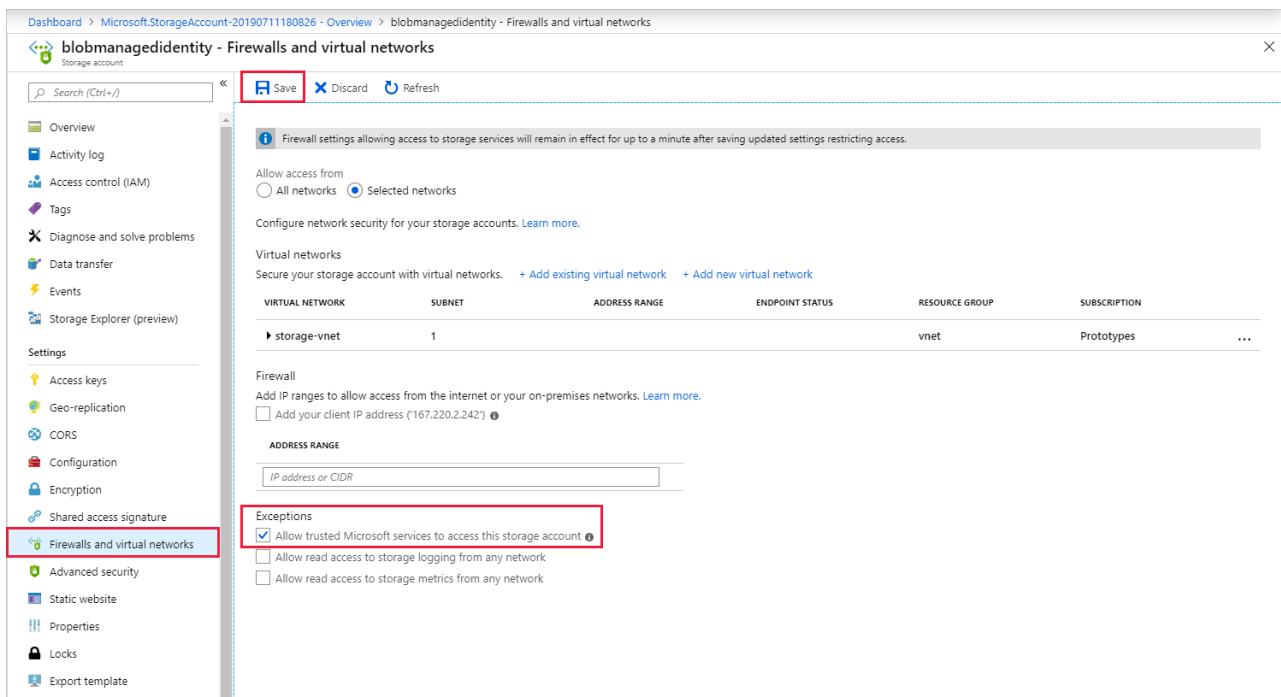 Dashboard > Microsoft.StorageAccount-20190711180826 - Overview > blobmanagedidentity - Firewalls and virtual networks
blobmanagedidentity - Firewalls and virtual networks
Storage account
Search (Ctrl+/)
Overview
Activity log
Access control (IAM)
Tags
Diagnose and solve problems
Data transfer
Events
Storage Explorer (preview)
Settings
Access keys
Geo-replication
CORS
Configuration
Encryption
Shared access signature
Firewalls and virtual networks
Advanced security
Static website
Properties
Locks
Export template
Save Discard Refresh
Firewall settings allowing access to storage services will remain in effect for up to a minute after saving updated settings restricting access.
Allow access from
All networks Selected networks
Configure network security for your storage accounts. Learn more.
Virtual networks
Secure your storage account with virtual networks. + Add existing virtual network + Add new virtual network
VIRTUAL NETWORK SUBNET ADDRESS RANGE ENDPOINT STATUS RESOURCE GROUP SUBSCRIPTION
storage-vnet 1 vnet Prototypes ...
Firewall
Add IP ranges to allow access from the internet or your on-premises networks. Learn more.
Add your client IP address ('167.220.2.242')
ADDRESS RANGE
IP address or CIDR
Exceptions
Allow trusted Microsoft services to access this storage account
Allow read access to storage logging from any network
Allow read access to storage metrics from any network